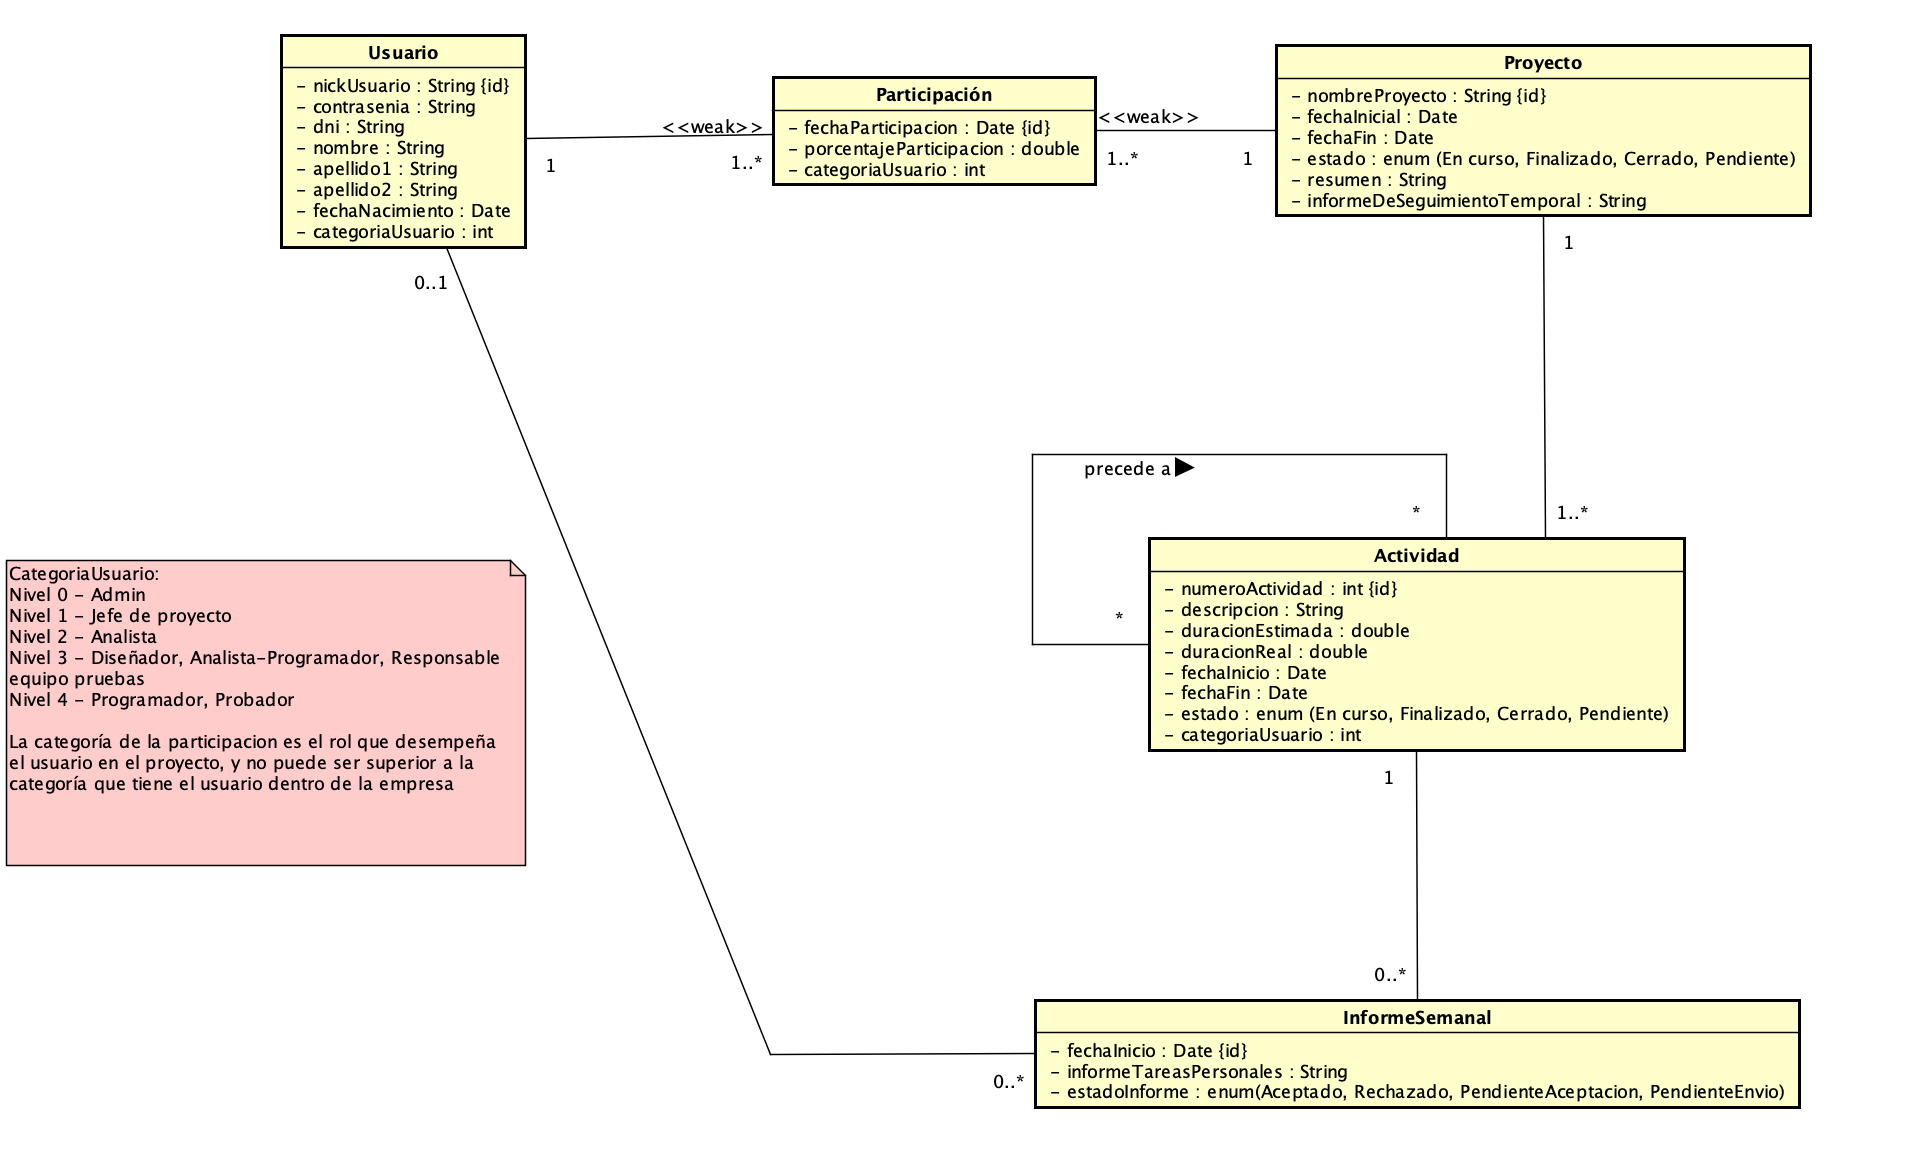 Usuario
- nickUsuario : String {id}
- contrasenia : String
- dni : String
- nombre : String
- apellido1 : String
- apellido2 : String
- fechaNacimiento : Date
- categoriaUsuario : int
<<weak>>
1
1..*
0..1
Participación
- fechaParticipacion : Date {id}
- porcentajeParticipacion : double
- categoriaUsuario : int
<<weak>>
1..*
1
Proyecto
- nombreProyecto : String {id}
- fechaInicial : Date
- fechaFin : Date
- estado : enum (En curso, Finalizado, Cerrado, Pendiente)
- resumen : String
- informeDeSeguimientoTemporal : String
1
1..*
precede a
*
*
Actividad
- numeroActividad : int {id}
- descripcion : String
- duracionEstimada : double
- duracionReal : double
- fechaInicio : Date
- fechaFin : Date
- estado : enum (En curso, Finalizado, Cerrado, Pendiente)
- categoriaUsuario : int
1
0..*
CategoriaUsuario:
Nivel 0 - Admin
Nivel 1 - Jefe de proyecto
Nivel 2 - Analista
Nivel 3 - Diseñador, Analista-Programador, Responsable
equipo pruebas
Nivel 4 - Programador, Probador
La categoría de la participacion es el rol que desempeña
el usuario en el proyecto, y no puede ser superior a la
categoría que tiene el usuario dentro de la empresa
InformeSemanal
- fechaInicio : Date {id}
- informeTareasPersonales : String
- estadoInforme : enum(Aceptado, Rechazado, PendienteAceptacion, PendienteEnvio)
0..*